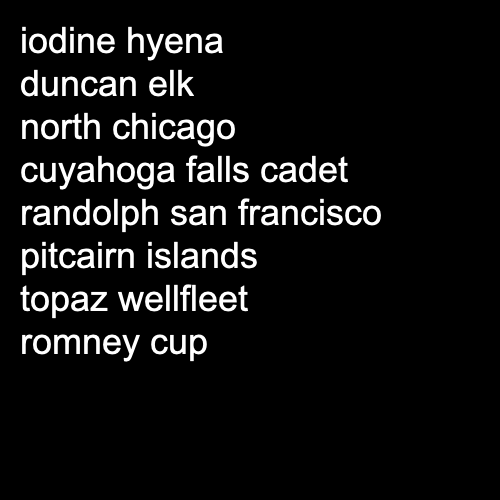 iodine hyena
duncan elk
north chicago
cuyahoga falls cadet
randolph san francisco
pitcairn islands
topaz wellfleet
romney cup